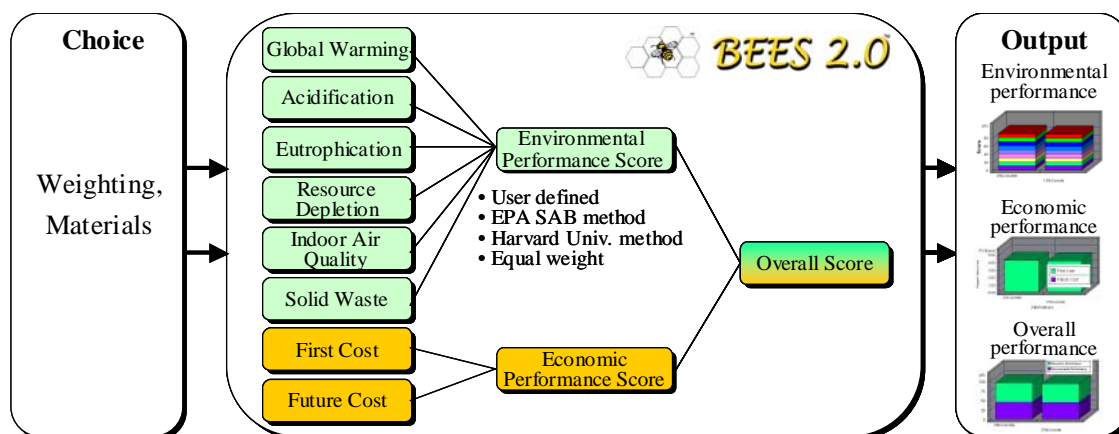 Choice
Weighting,
Materials
Global Warming
Acidification
Eutrophication
Resource
Depletion
Indoor Air
Quality
Solid Waste
First Cost
Future Cost
BEES 2.0
Environmental
Performance Score
• User defined
• EPA SAB method
• Harvard Univ. method
• Equal weight
Economic
Performance Score
Overall Score
Output
Environmental
performance
Economic
performance
Overall
performance